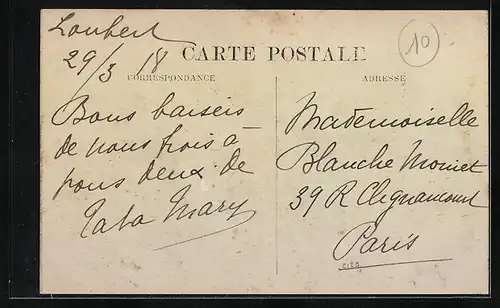 Loubert
29/3 18
10
CARTE POSTALE
CORRESPONDANCE
Bons baisers
de nous trois à
vous deux de
Tata Mary
ADRESSE
Mademoiselle
Blanche Moniet
39 R Clignancourt
Paris